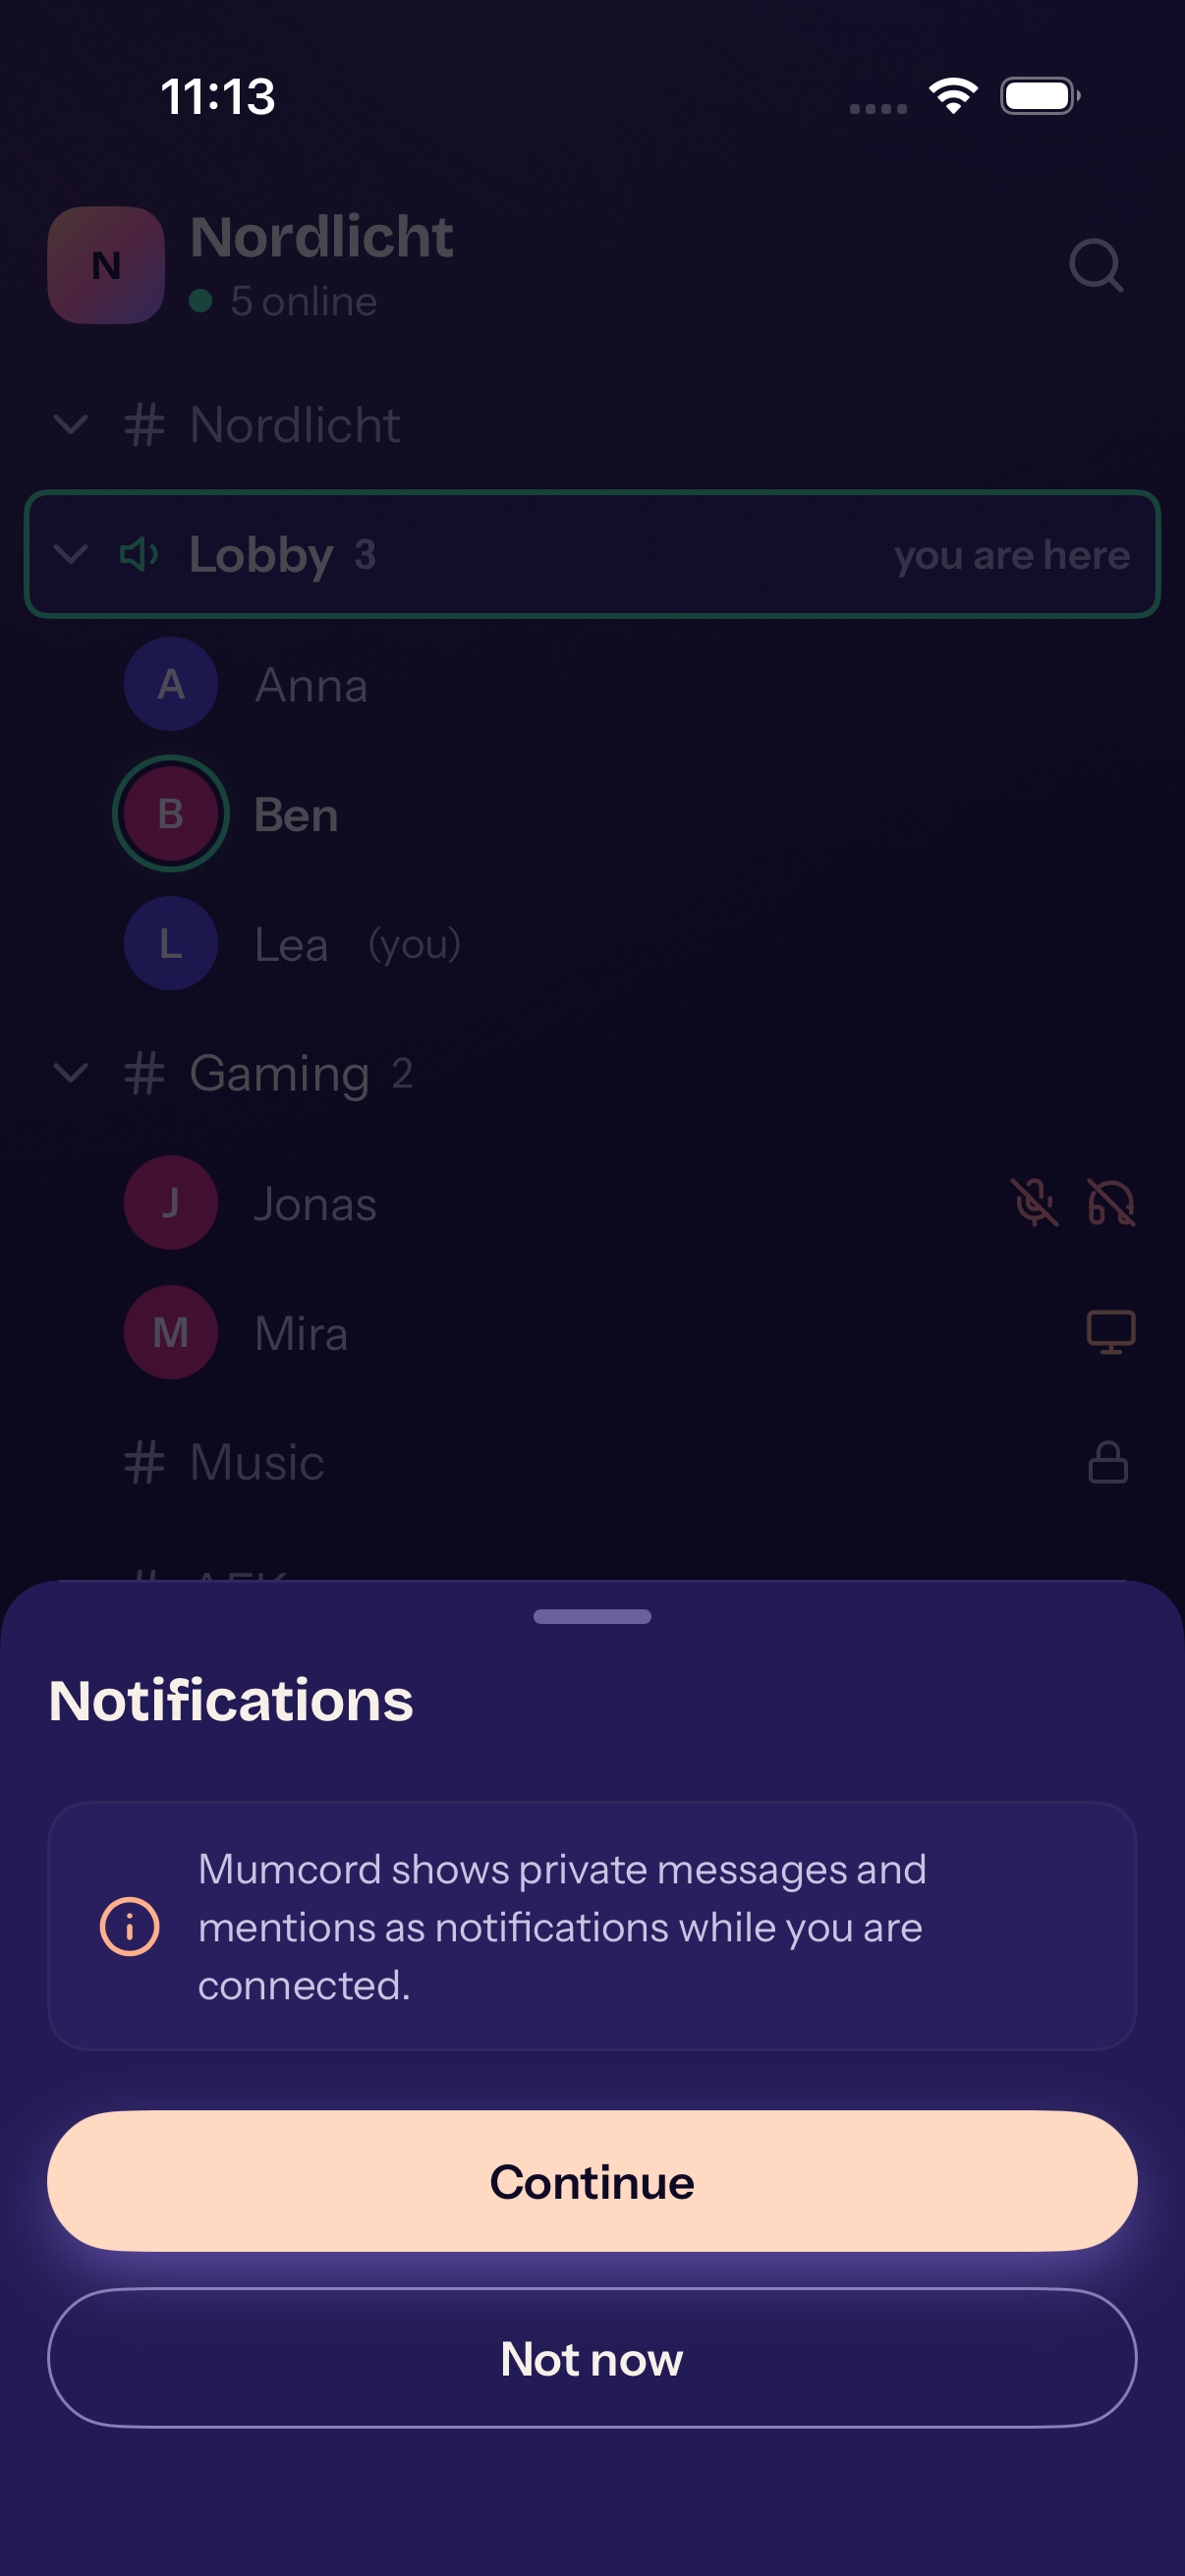 11:13
N
Nordlicht
5 online
# Nordlicht
Lobby 3 you are here
A Anna
B Ben
L Lea (you)
# Gaming 2
J Jonas
M Mira
# Music
# AFK
Notifications
Mumcord shows private messages and
mentions as notifications while you are
connected.
Continue
Not now